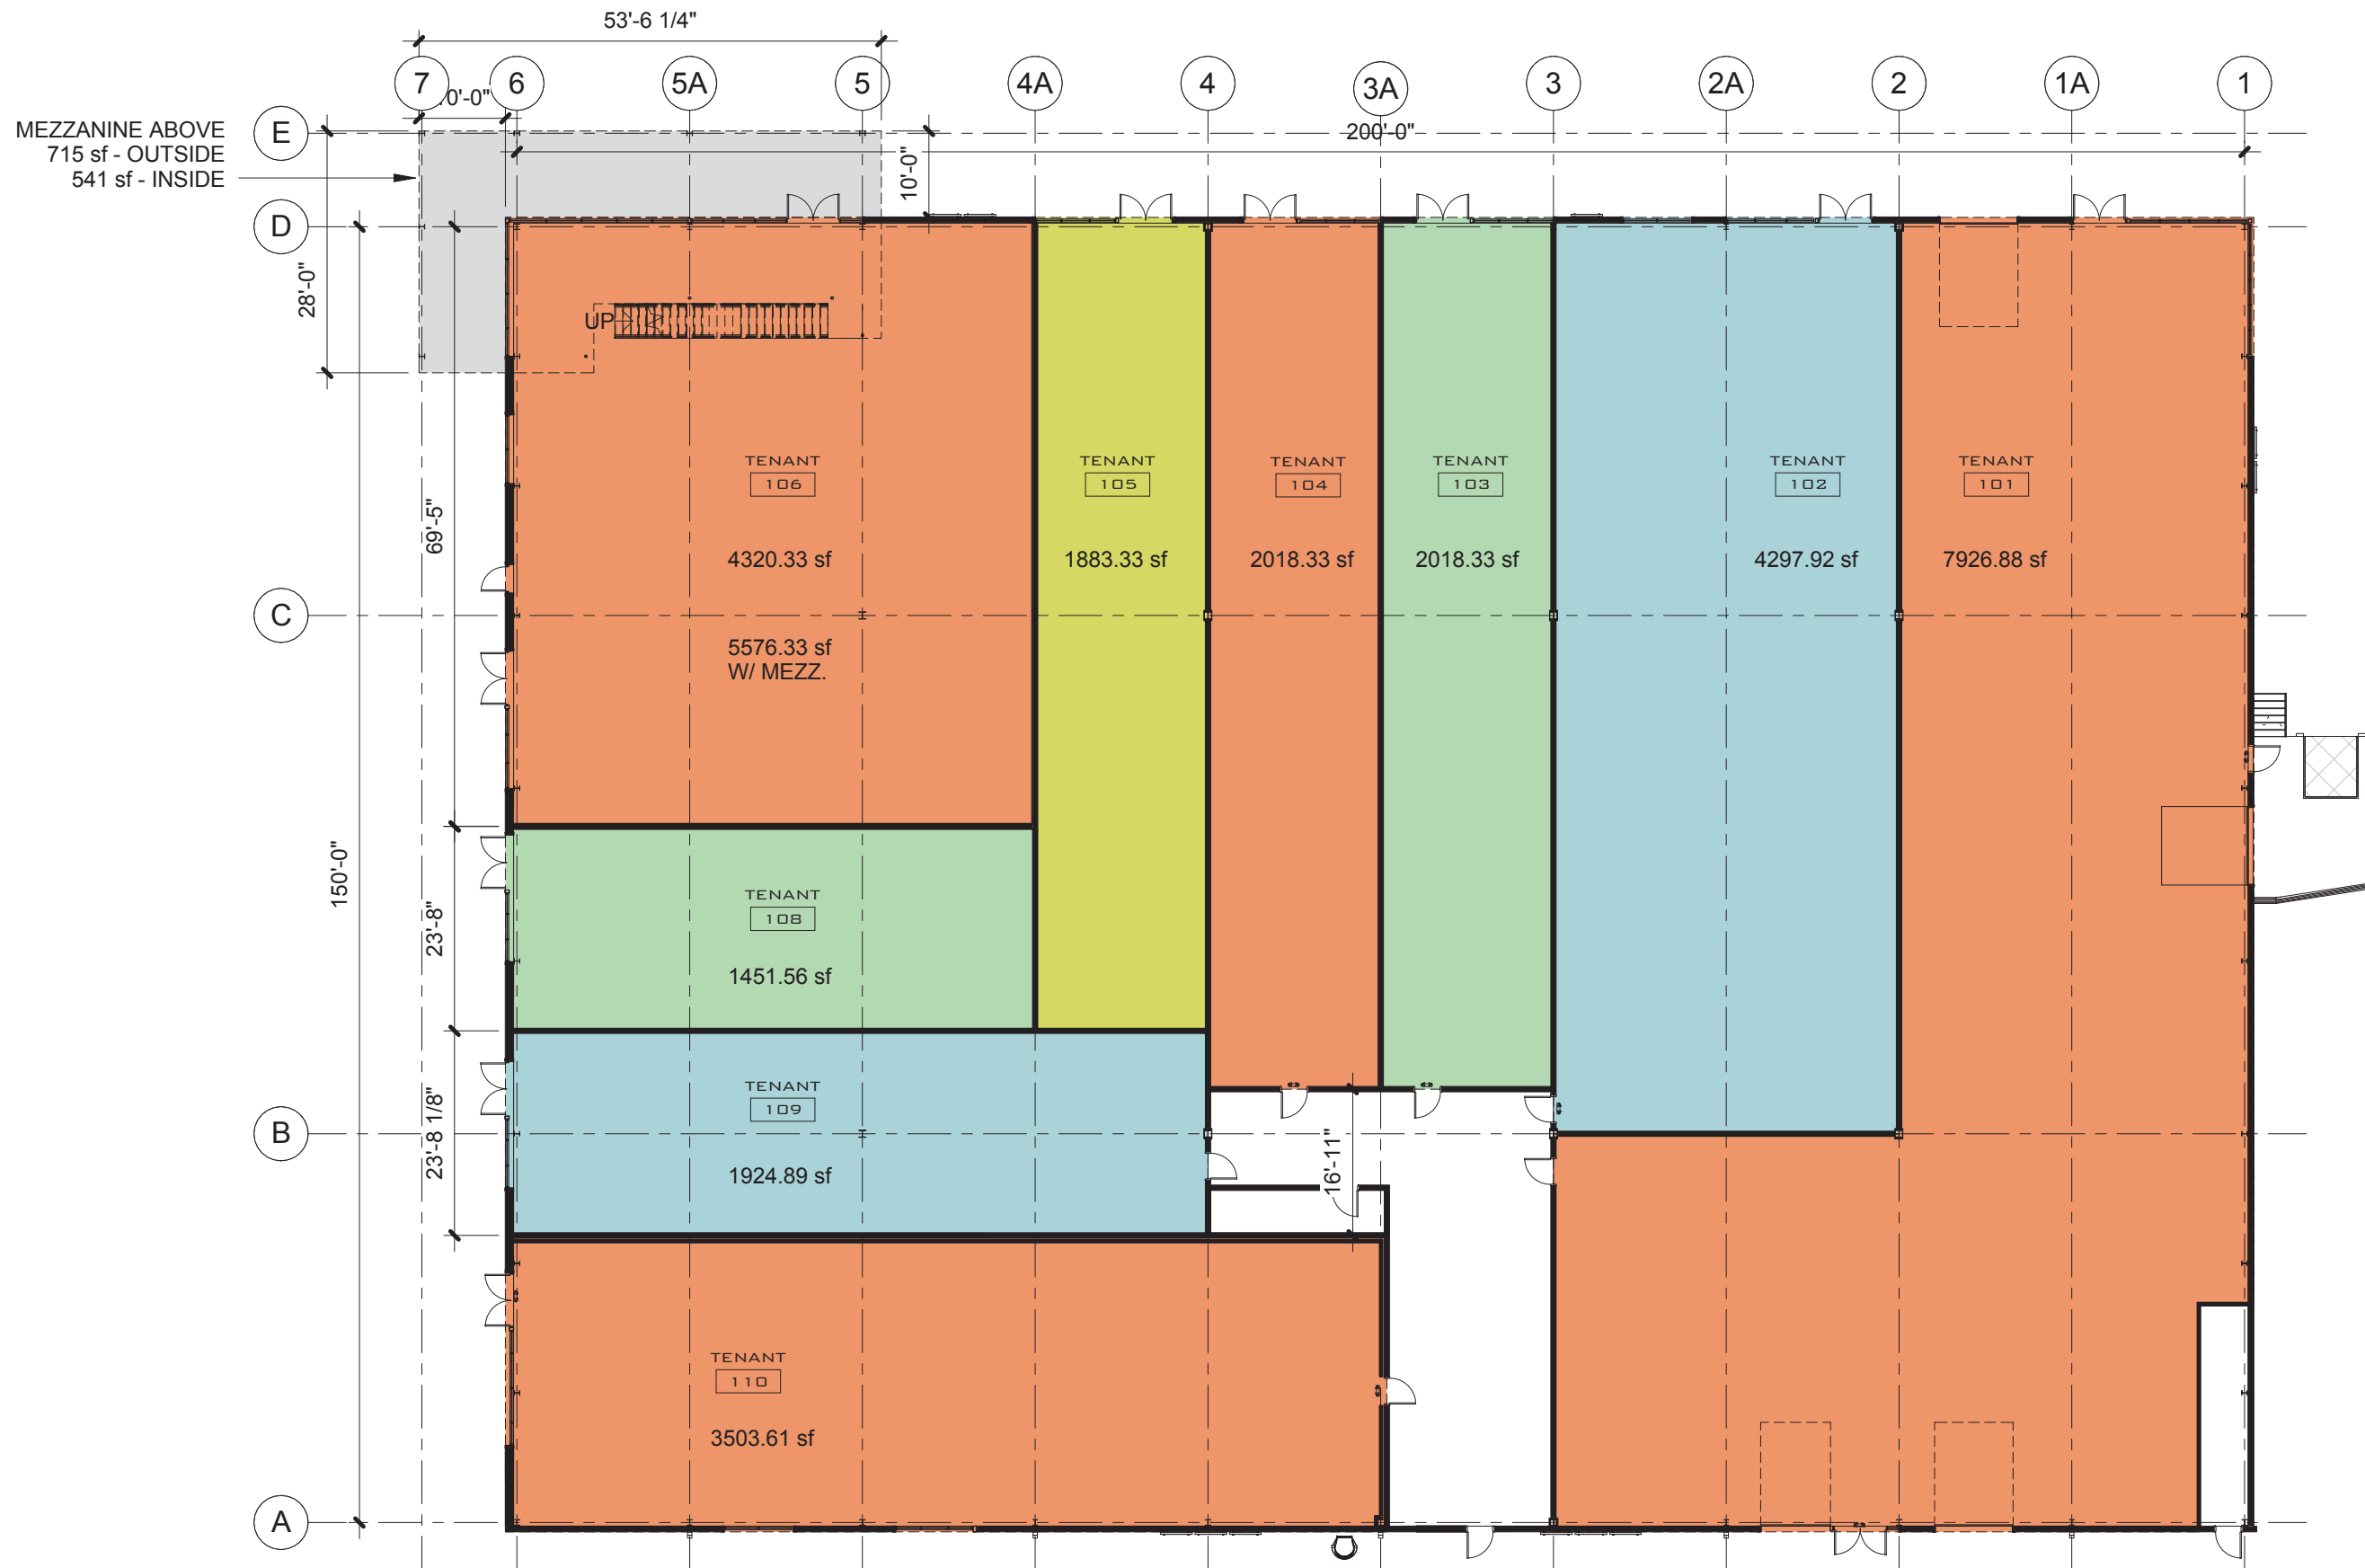 53'-6 1/4"
7
6
5A
5
4A
4
3A
3
2A
2
1A
1
0'-0"
E
MEZZANINE ABOVE
715 sf - OUTSIDE
541 sf - INSIDE
200'-0"
10'-0"
D
28'-0"
UP
TENANT
106
TENANT
105
TENANT
104
TENANT
103
TENANT
102
TENANT
101
69'-5"
4320.33 sf
1883.33 sf
2018.33 sf
2018.33 sf
4297.92 sf
7926.88 sf
C
5576.33 sf
W/ MEZZ.
150'-0"
23'-8"
TENANT
108
1451.56 sf
TENANT
109
B
23'-8 1/8"
16'-11"
1924.89 sf
TENANT
110
3503.61 sf
A